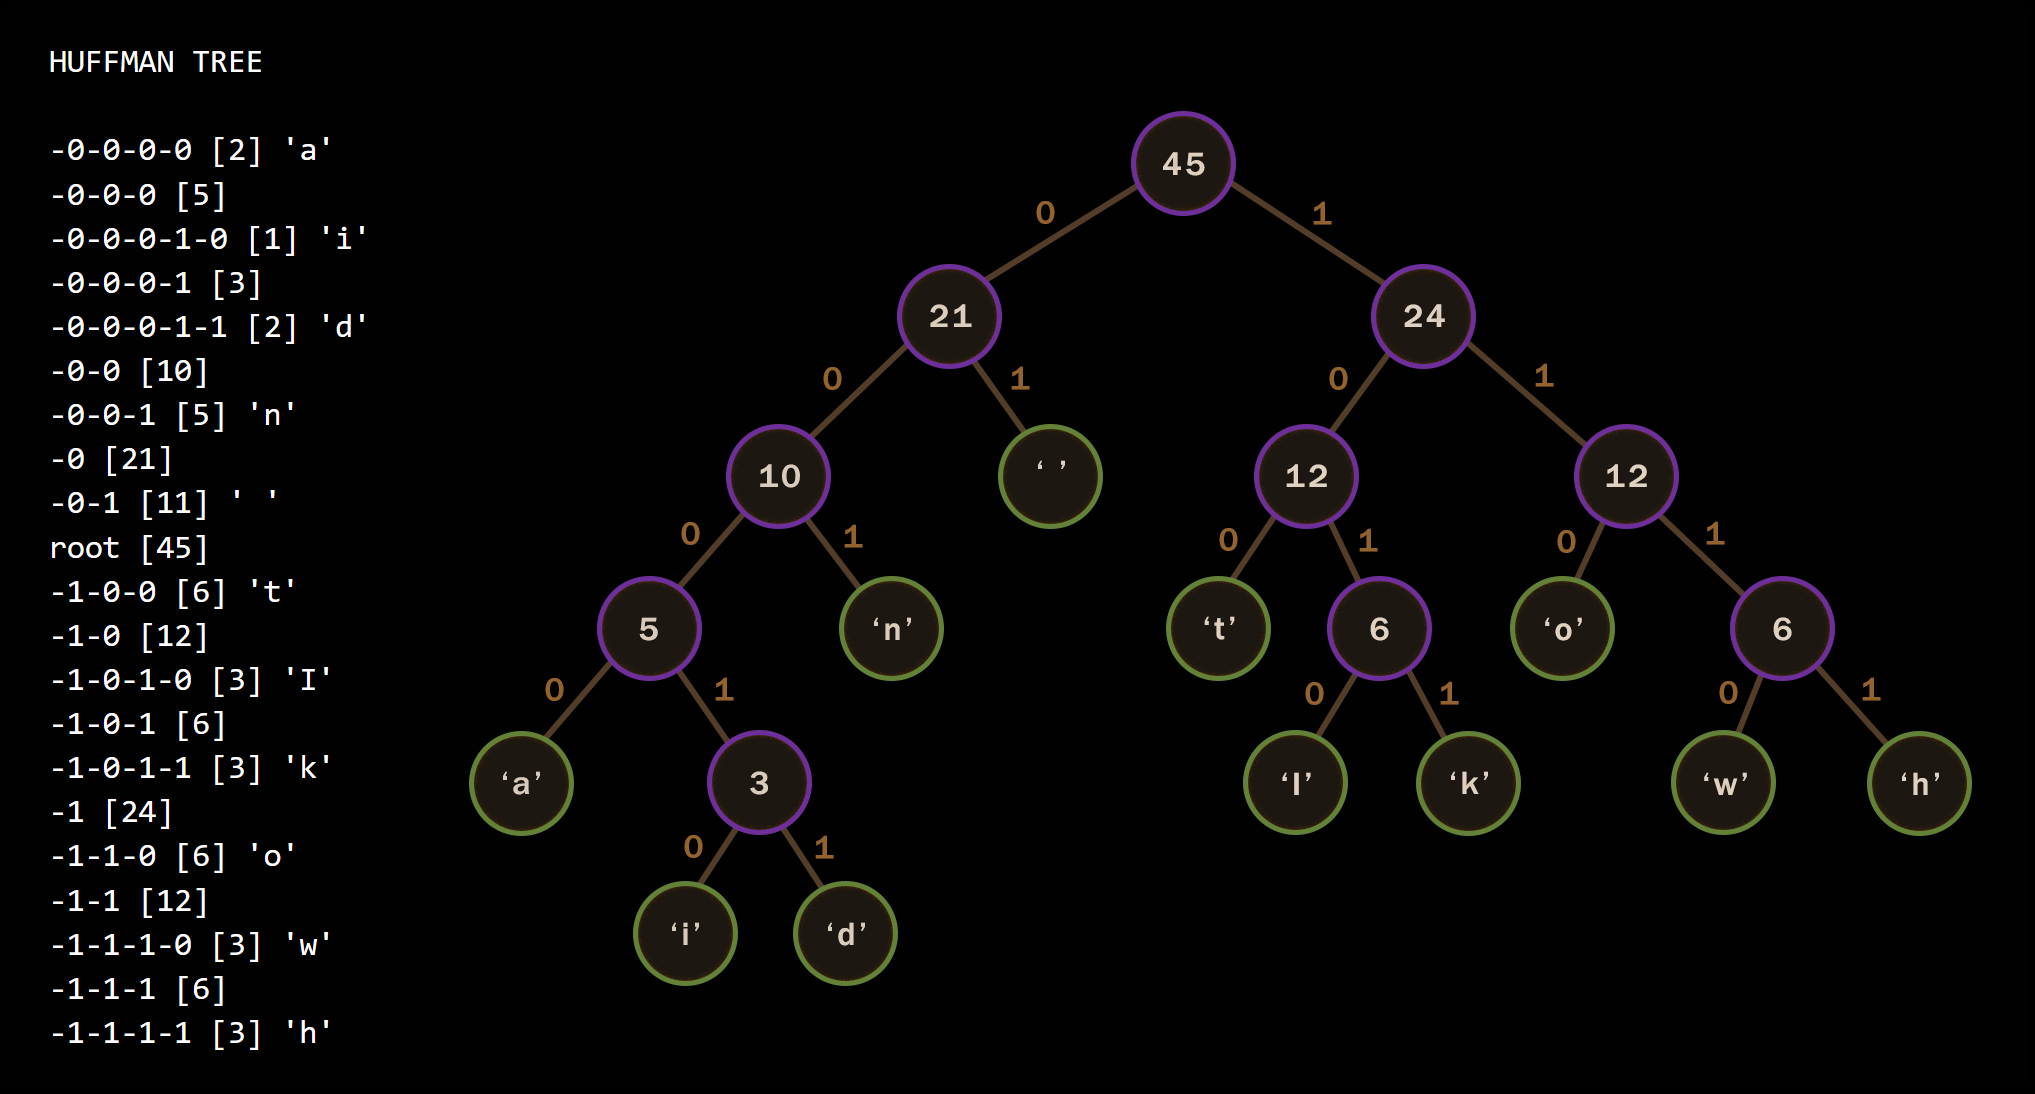 HUFFMAN TREE
-0-0-0-0 [2] 'a'
-0-0-0 [5]
-0-0-0-1-0 [1] 'i'
-0-0-0-1 [3]
-0-0-0-1-1 [2] 'd'
-0-0 [10]
-0-0-1 [5] 'n'
-0 [21]
-0-1 [11] ' '
root [45]
-1-0-0 [6] 't'
-1-0 [12]
-1-0-1-0 [3] 'I'
-1-0-1 [6]
-1-0-1-1 [3] 'k'
-1 [24]
-1-1-0 [6] 'o'
-1-1 [12]
-1-1-1-0 [3] 'w'
-1-1-1 [6]
-1-1-1-1 [3] 'h'
45
0 1
21 24
0 1 0 1
10 ‘ ’ 12 12
0 1 0 1 0 1
5 ‘n’ ‘t’ 6 ‘o’ 6
0 1 0 1 0 1
‘a’ 3 ‘I’ ‘k’ ‘w’ ‘h’
0 1
‘i’ ‘d’